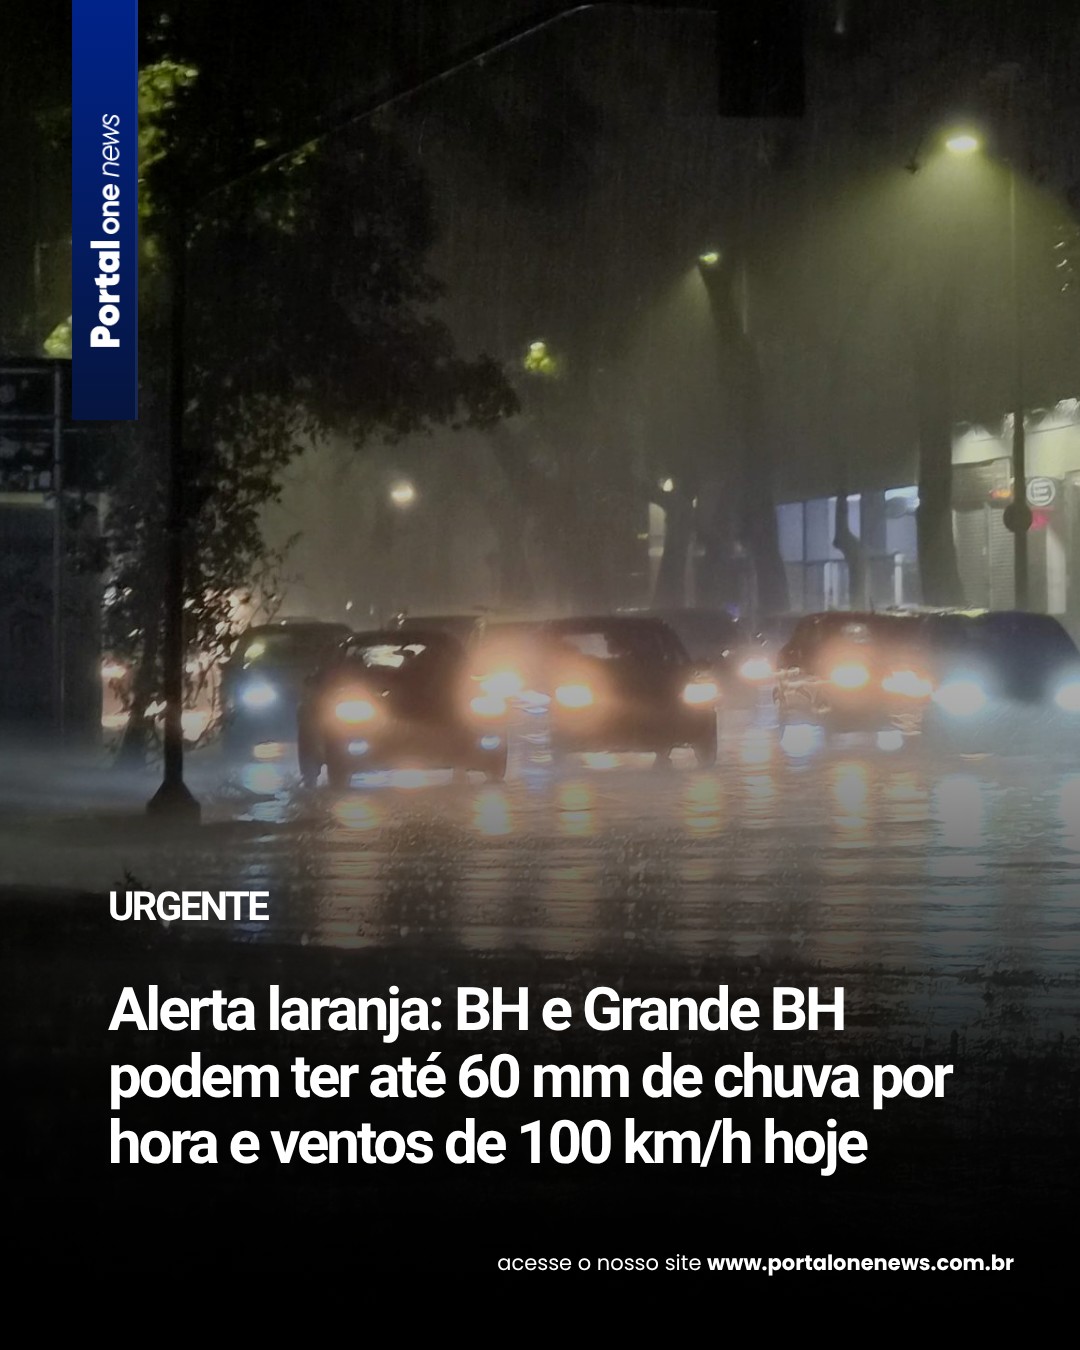 Portal one news
URGENTE
Alerta laranja: BH e Grande BH
podem ter até 60 mm de chuva por
hora e ventos de 100 km/h hoje
acesse o nosso site www.portalonenews.com.br